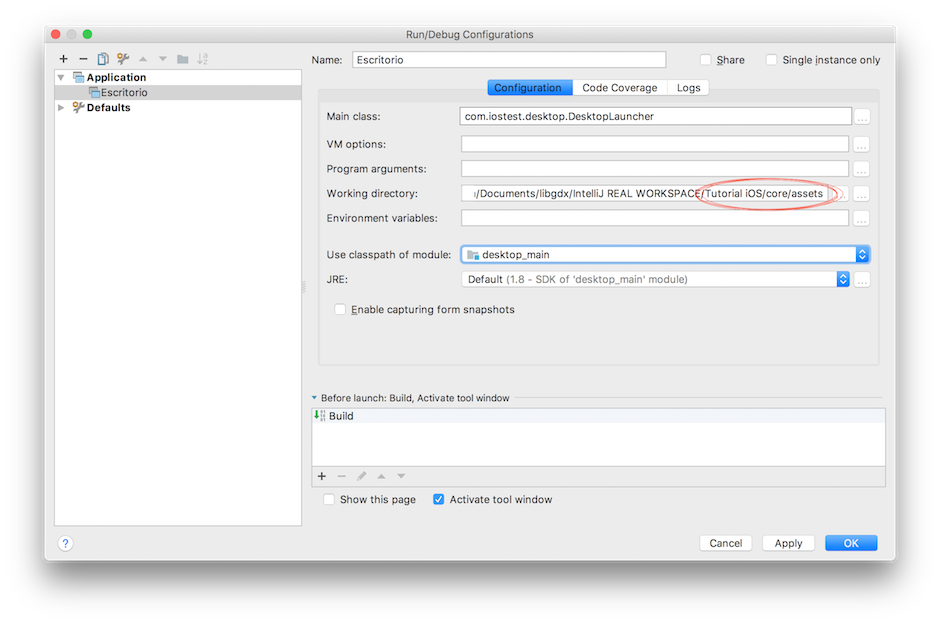 Run/Debug Configurations
Name: Escritorio Share Single instance only
Application
Escritorio
Defaults
Configuration Code Coverage Logs
Main class: com.iostest.desktop.DesktopLauncher ...
VM options: ...
Program arguments: ...
Working directory: /Documents/libgdx/IntelliJ REAL WORKSPACE/Tutorial iOS/core/assets ...
Environment variables: ...
Use classpath of module: desktop_main
JRE: Default (1.8 - SDK of 'desktop_main' module) ...
Enable capturing form snapshots
Before launch: Build, Activate tool window
Build
Show this page Activate tool window
? Cancel Apply OK